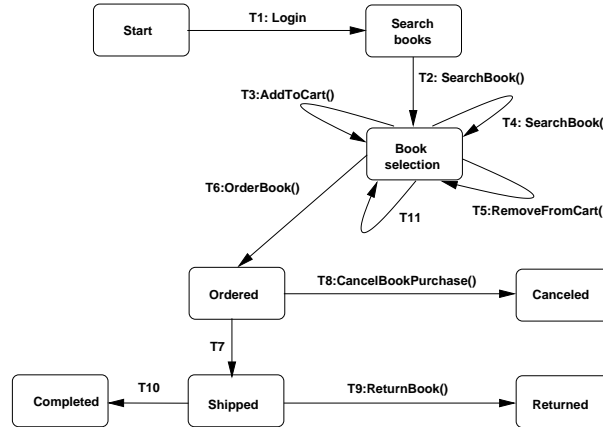 T1: Login
Start
Search
books
T2: SearchBook()
T3:AddToCart()
T4: SearchBook()
Book
selection
T6:OrderBook()
T5:RemoveFromCart()
T11
T8:CancelBookPurchase()
Ordered
Canceled
T7
T10
T9:ReturnBook()
Completed
Shipped
Returned